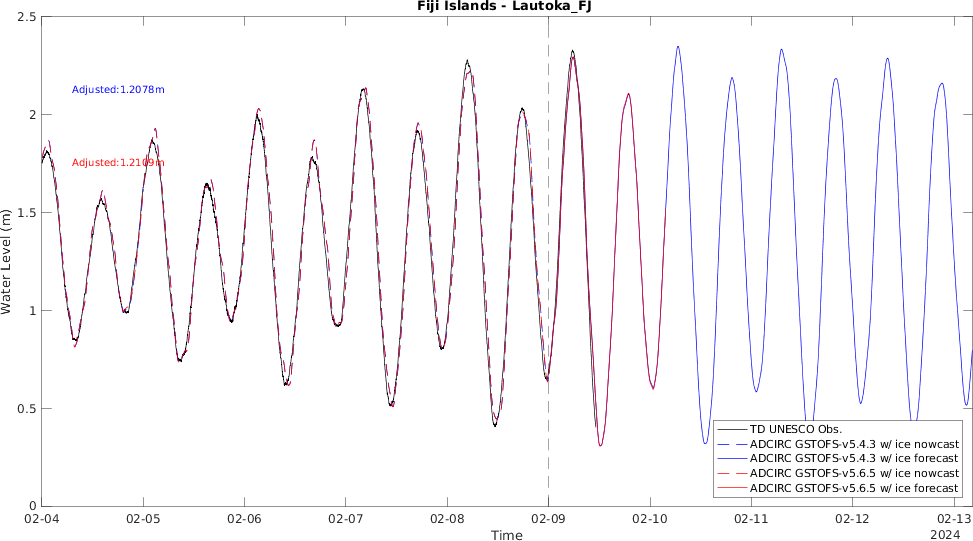 Fiji Islands - Lautoka_FJ
2.5
Adjusted:1.2078m
2
Adjusted:1.2109m
1.5
Water Level (m)
1
0.5
0
TD UNESCO Obs.
ADCIRC GSTOFS-v5.4.3 w/ ice nowcast
ADCIRC GSTOFS-v5.4.3 w/ ice forecast
ADCIRC GSTOFS-v5.6.5 w/ ice nowcast
ADCIRC GSTOFS-v5.6.5 w/ ice forecast
02-04 02-05 02-06 02-07 02-08 02-09 02-10 02-11 02-12 02-13
Time
2024